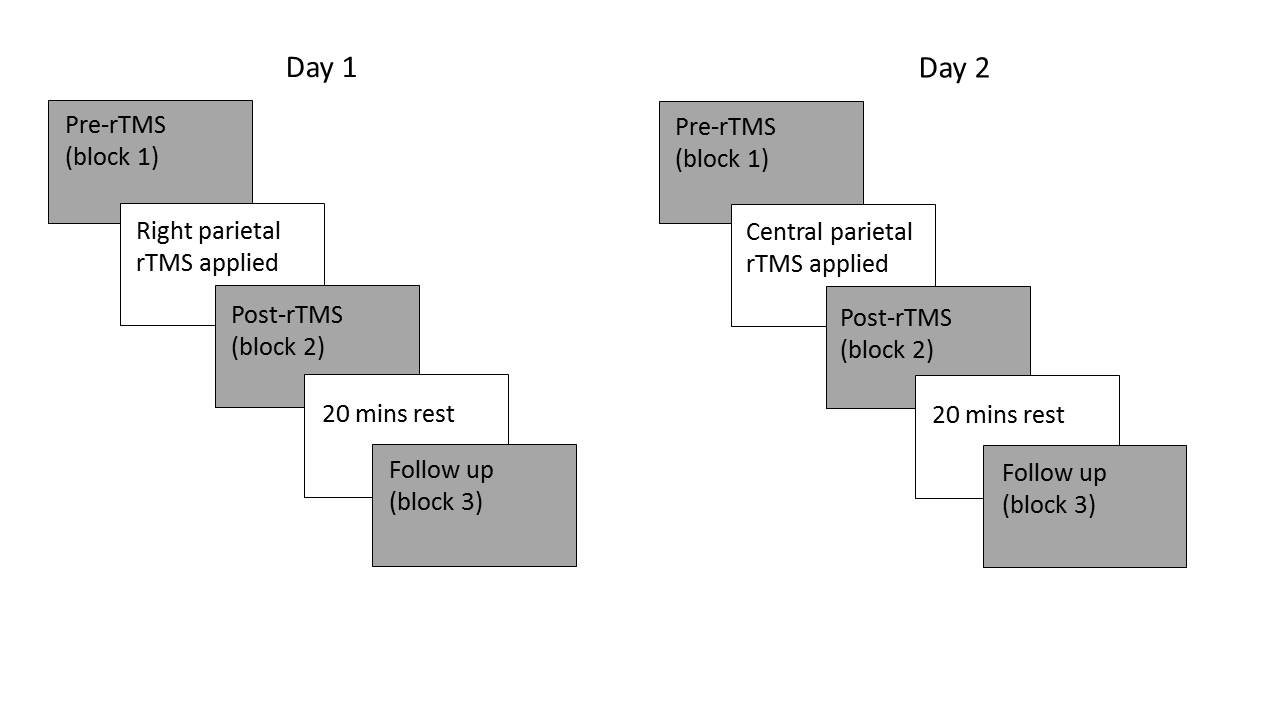 Day 1
Pre-rTMS
(block 1)
Right parietal
rTMS applied
Post-rTMS
(block 2)
20 mins rest
Follow up
(block 3)
Day 2
Pre-rTMS
(block 1)
Central parietal
rTMS applied
Post-rTMS
(block 2)
20 mins rest
Follow up
(block 3)